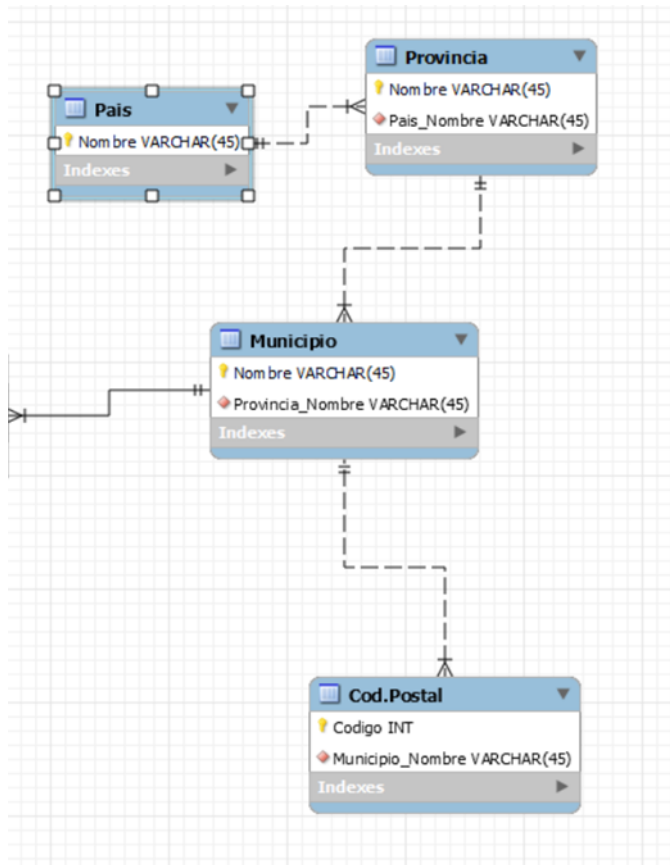 Provincia
Nombre VARCHAR(45)
Pais_Nombre VARCHAR(45)
Indexes
Pais
Nombre VARCHAR(45)
Indexes
Municipio
Nombre VARCHAR(45)
Provincia_Nombre VARCHAR(45)
Indexes
Cod.Postal
Codigo INT
Municipio_Nombre VARCHAR(45)
Indexes